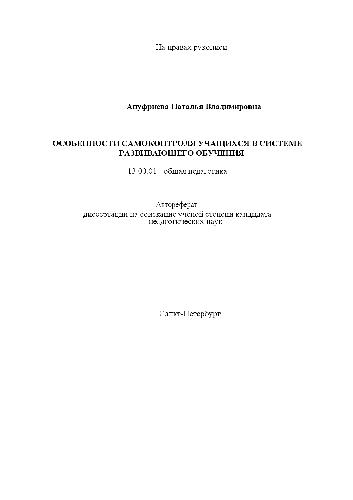 На правах рукописи
Ануфриева Наталья Владимировна
ОСОБЕННОСТИ САМОКОНТРОЛЯ УЧАЩИХСЯ В СИСТЕМЕ
РАЗВИВАЮЩЕГО ОБУЧЕНИЯ
13.00.01 – общая педагогика
Автореферат
диссертации на соискание ученой степени кандидата
педагогических наук
Санкт-Петербург